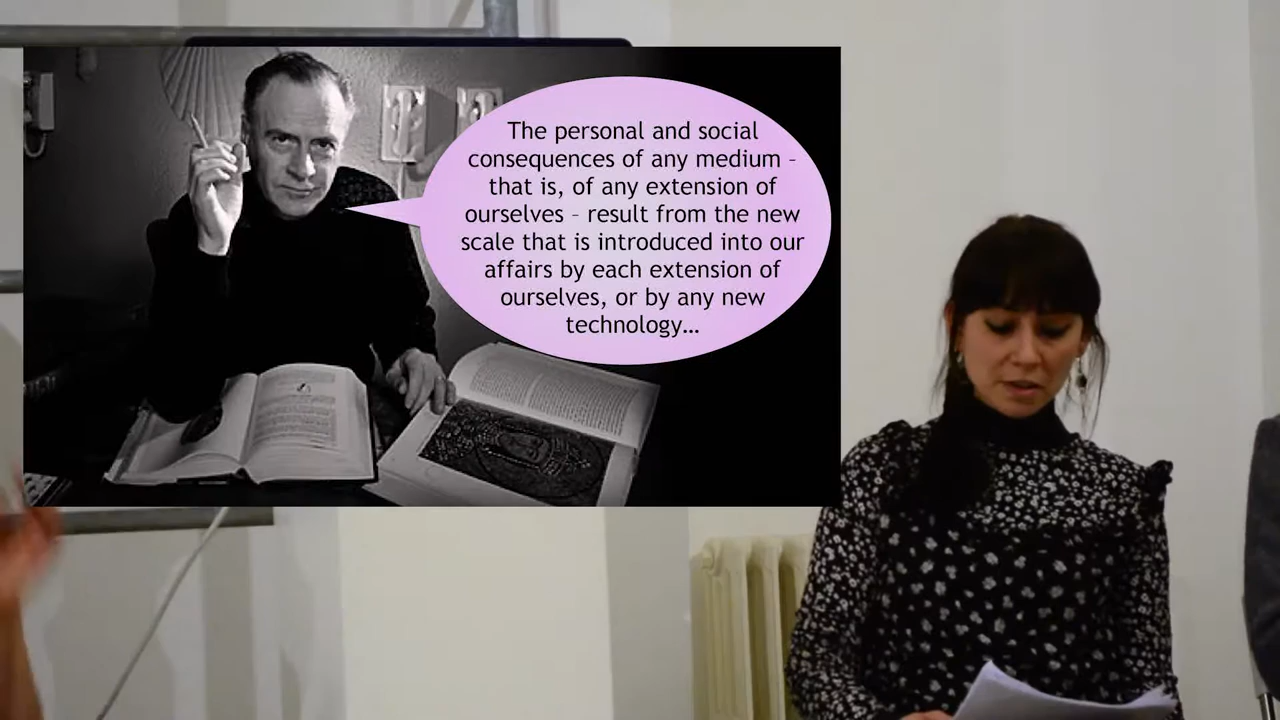 The personal and social
consequences of any medium –
that is, of any extension of
ourselves – result from the new
scale that is introduced into our
affairs by each extension of
ourselves, or by any new
technology…